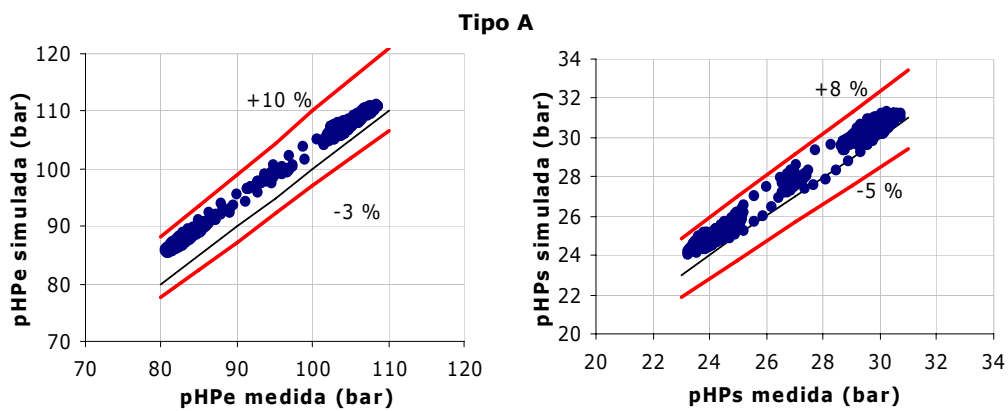 Tipo A
pHPe simulada (bar)
120
110
100
90
80
70
+10 %
-3 %
70 80 90 100 110 120
pHPe medida (bar)
pHPs simulada (bar)
34
32
30
28
26
24
22
20
+8 %
-5 %
20 22 24 26 28 30 32 34
pHPs medida (bar)